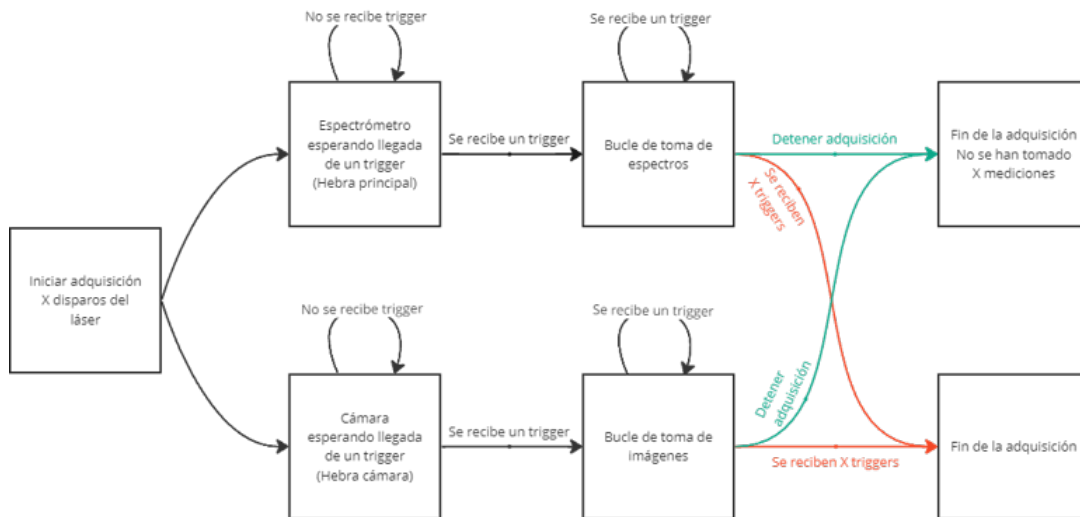 No se recibe trigger
Se recibe un trigger
Espectrómetro
esperando llegada
de un trigger
(Hebra principal)
Se recibe un trigger
Bucle de toma de
espectros
Detener adquisición
Se reciben
X triggers
Fin de la adquisición
No se han tomado
X mediciones
Iniciar adquisición
X disparos del
láser
No se recibe trigger
Se recibe un trigger
Cámara
esperando llegada
de un trigger
(Hebra cámara)
Se recibe un trigger
Bucle de toma de
imágenes
Detener
adquisición
Se reciben X triggers
Fin de la adquisición